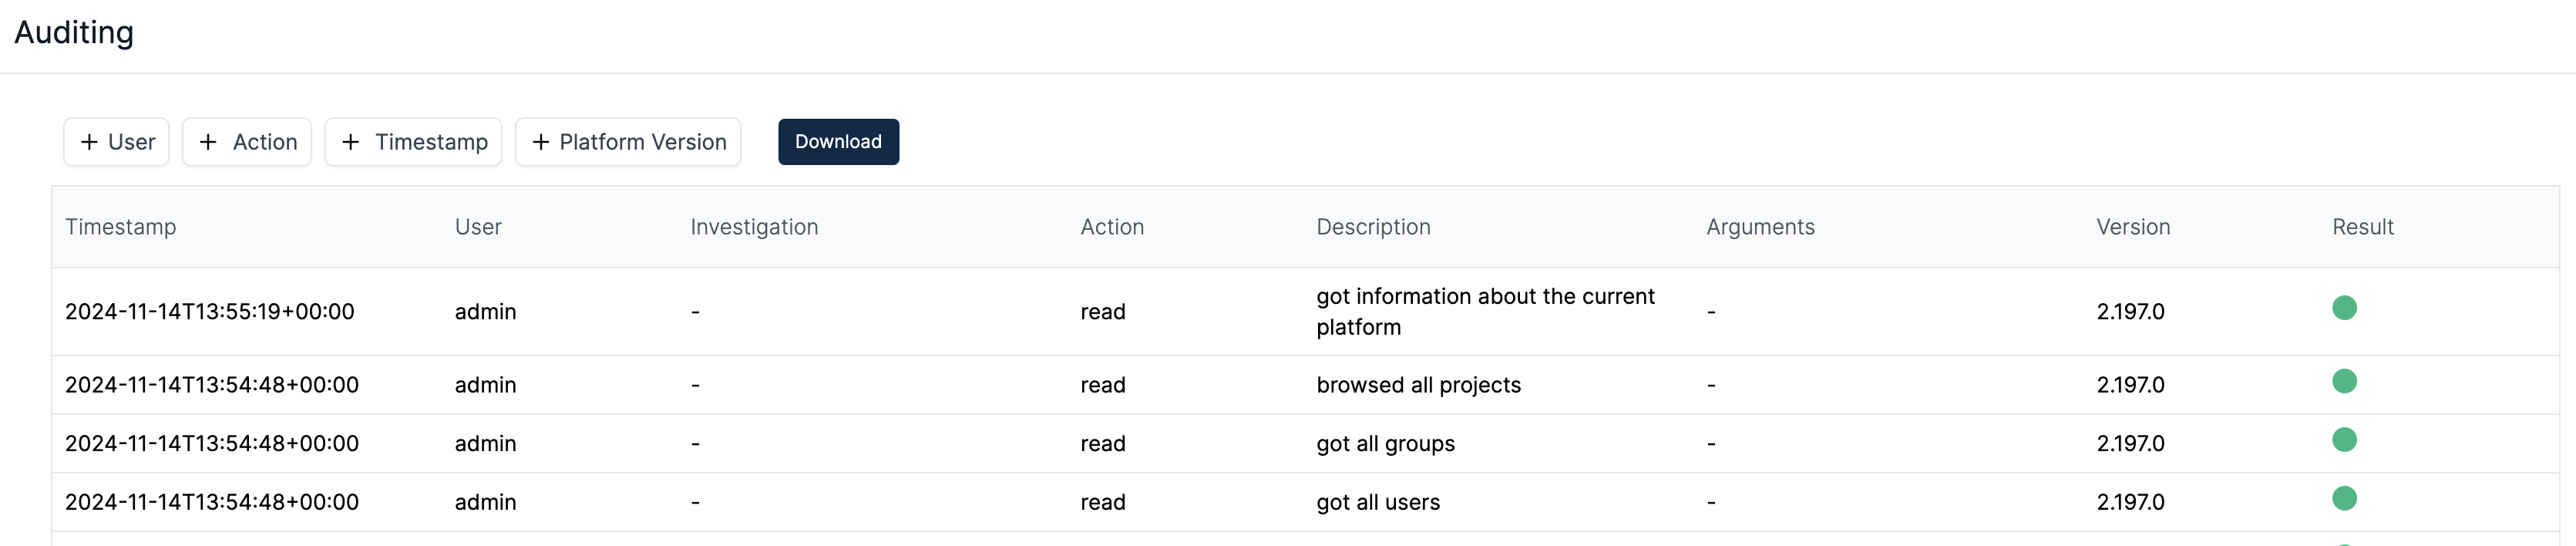 Auditing
+ User + Action + Timestamp + Platform Version Download
Timestamp User Investigation Action Description Arguments Version Result
2024-11-14T13:55:19+00:00 admin - read got information about the current platform - 2.197.0
2024-11-14T13:54:48+00:00 admin - read browsed all projects - 2.197.0
2024-11-14T13:54:48+00:00 admin - read got all groups - 2.197.0
2024-11-14T13:54:48+00:00 admin - read got all users - 2.197.0